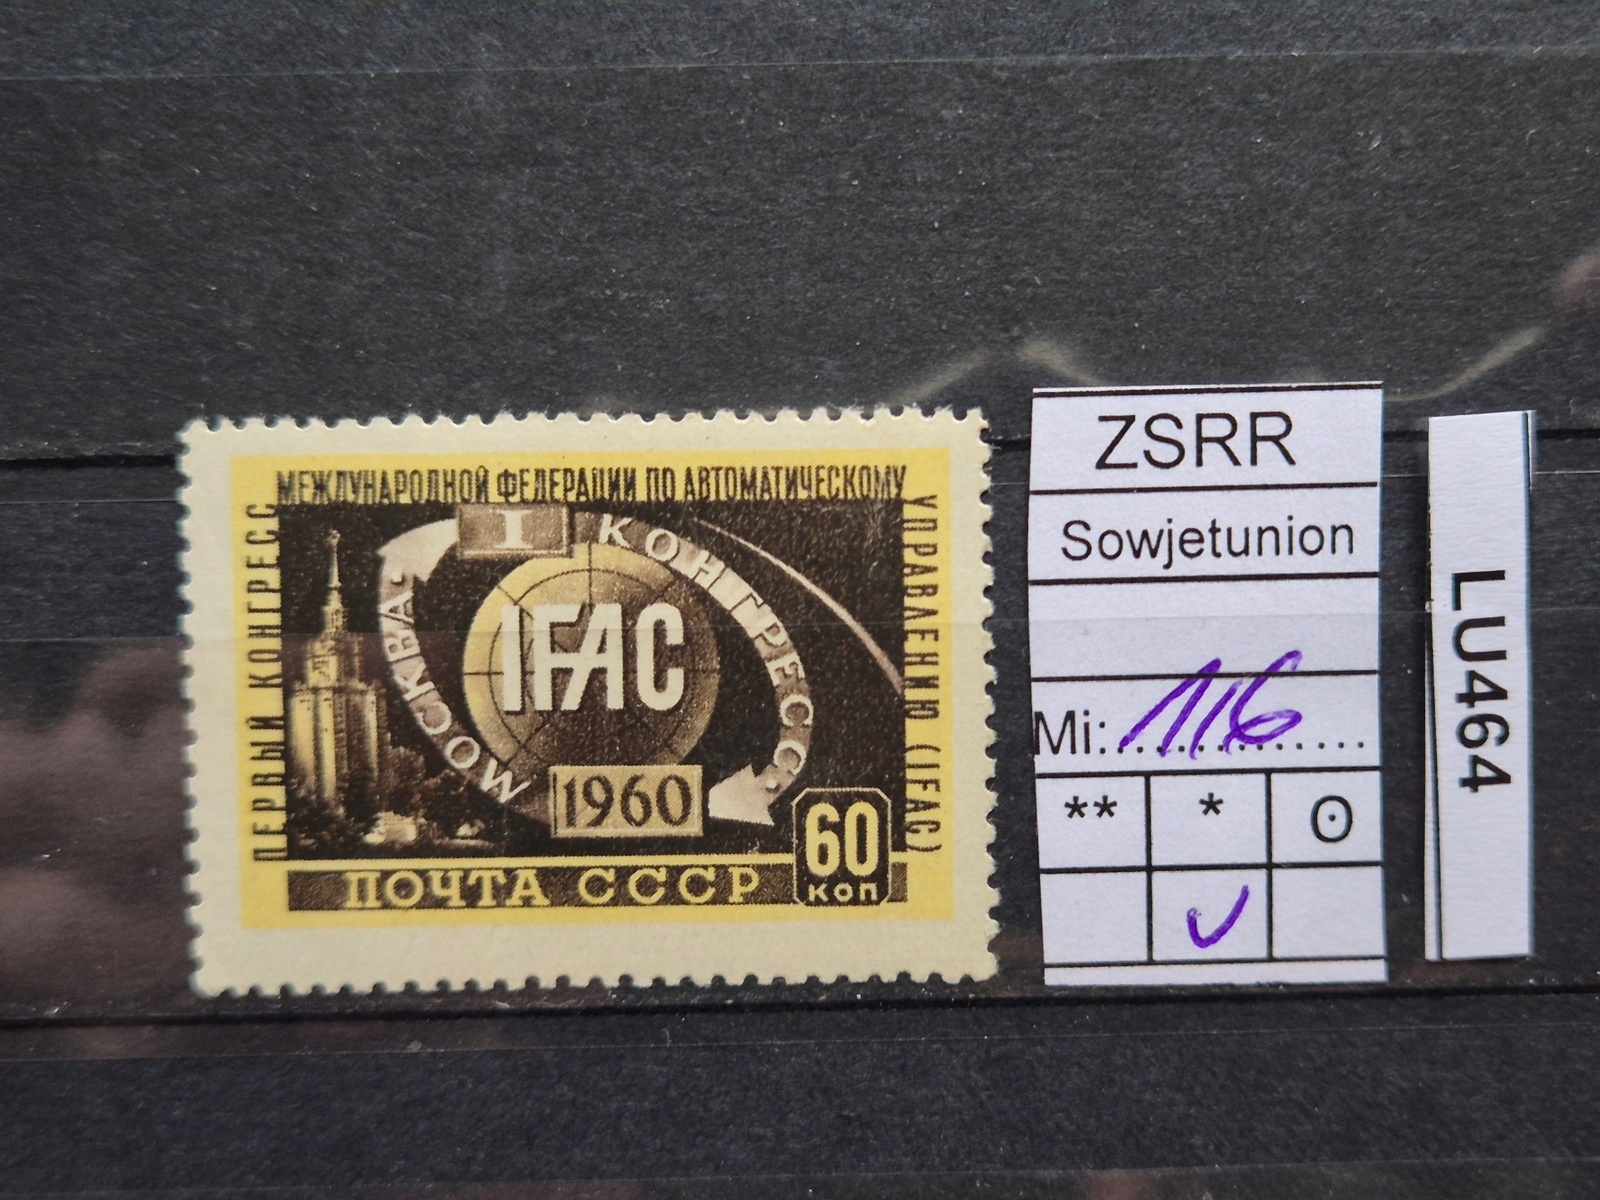 ПЕРВЫЙ КОНГРЕСС
МЕЖДУНАРОДНОЙ ФЕДЕРАЦИИ ПО АВТОМАТИЧЕСКОМУ
УПРАВЛЕНИЮ (IFAC)
МОСКВА-
I
КОНГРЕСС
IFAC
1960
60
КОП
ПОЧТА СССР
ZSRR
Sowjetunion
Mi:..............
** * ʘ
LU464